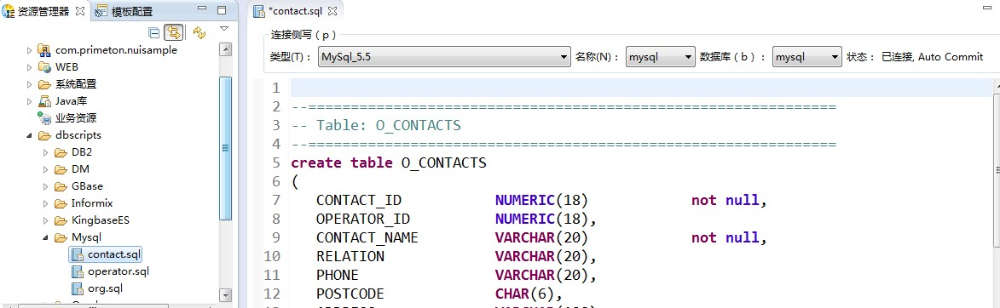 资源管理器
模板配置
com.primeton.nuisample
WEB
系统配置
Java库
业务资源
dbscripts
DB2
DM
GBase
Informix
KingbaseES
Mysql
contact.sql
operator.sql
org.sql
*contact.sql
连接侧写（p）
类型(T)： MySql_5.5 名称(N)： mysql 数据库（b）： mysql 状态： 已连接, Auto Commit
1
2 --==============================================================
3 -- Table: O_CONTACTS
4 --==============================================================
5 create table O_CONTACTS
6 (
7 CONTACT_ID NUMERIC(18) not null,
8 OPERATOR_ID NUMERIC(18),
9 CONTACT_NAME VARCHAR(20) not null,
10 RELATION VARCHAR(20),
11 PHONE VARCHAR(20),
12 POSTCODE CHAR(6),